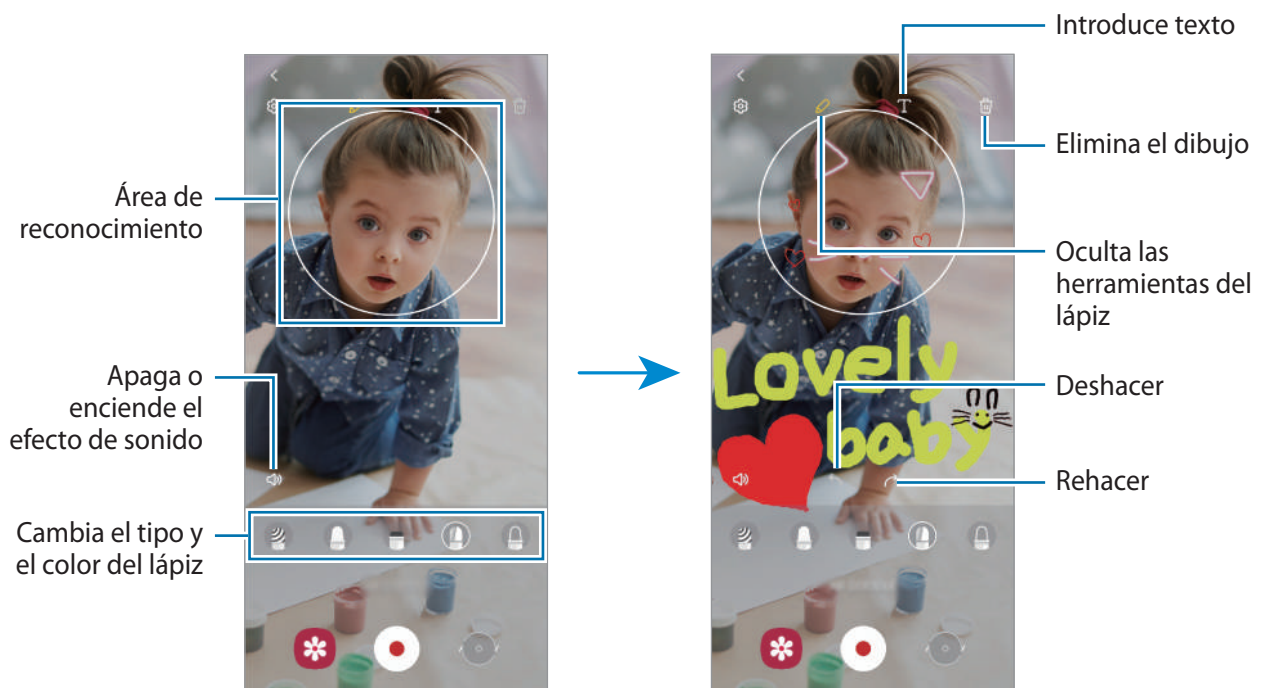 Introduce texto
Elimina el dibujo
Área de
reconocimiento
Oculta las
herramientas del
lápiz
Apaga o
enciende el
efecto de sonido
Lovely
baby
Deshacer
Rehacer
Cambia el tipo y
el color del lápiz